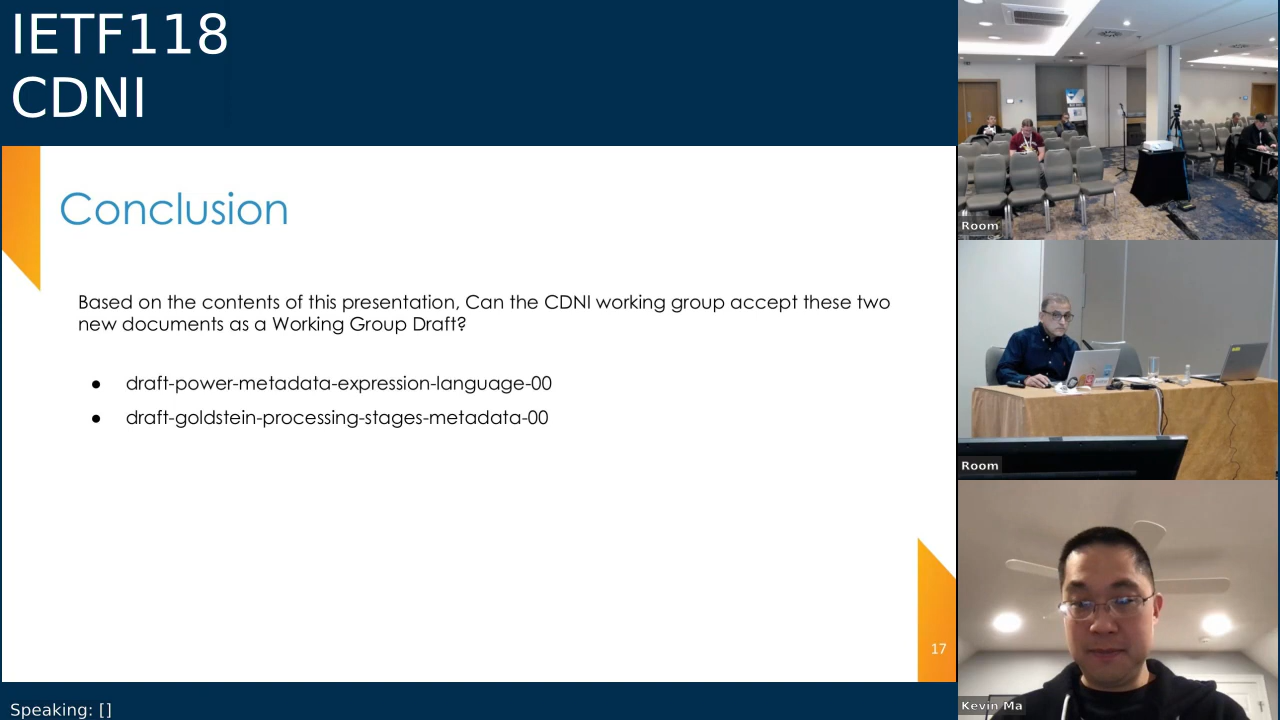 IETF118
CDNI
Conclusion
Based on the contents of this presentation, Can the CDNI working group accept these two
new documents as a Working Group Draft?
● draft-power-metadata-expression-language-00
● draft-goldstein-processing-stages-metadata-00
17
Speaking: []
Room
Room
Kevin Ma